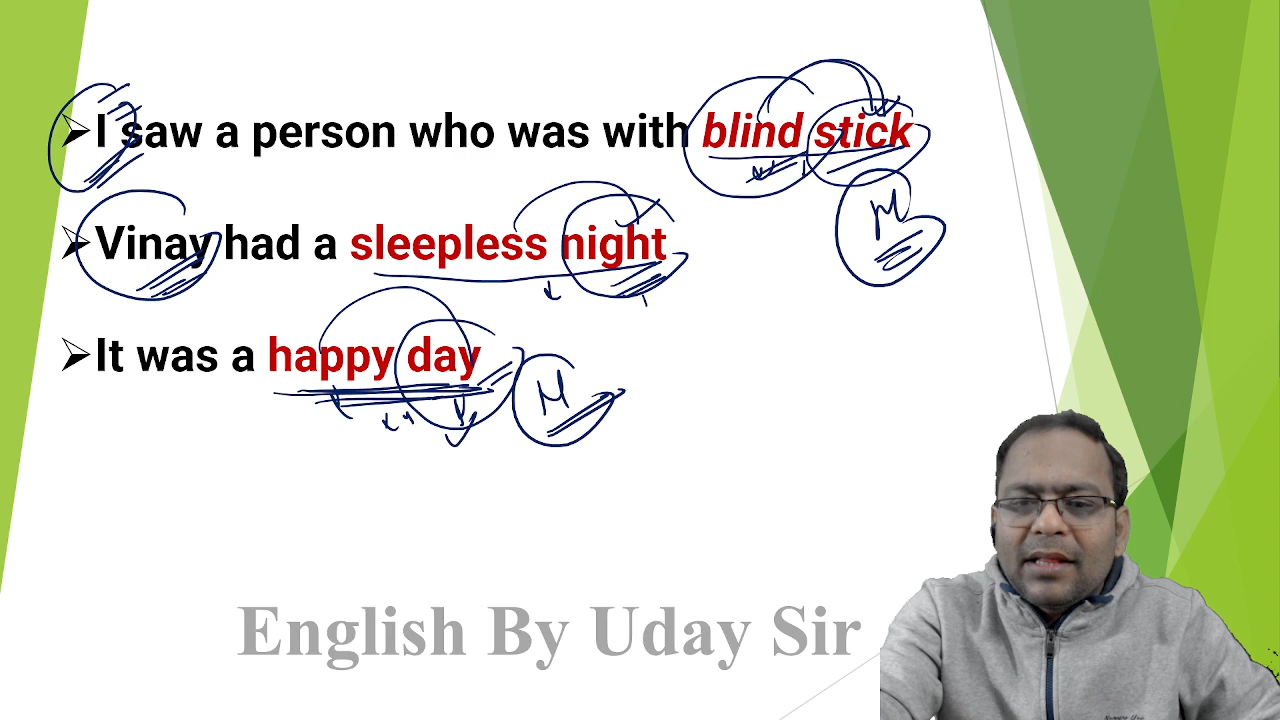 ➢I saw a person who was with blind stick
M
➢Vinay had a sleepless night
➢It was a happy day
M
English By Uday Sir